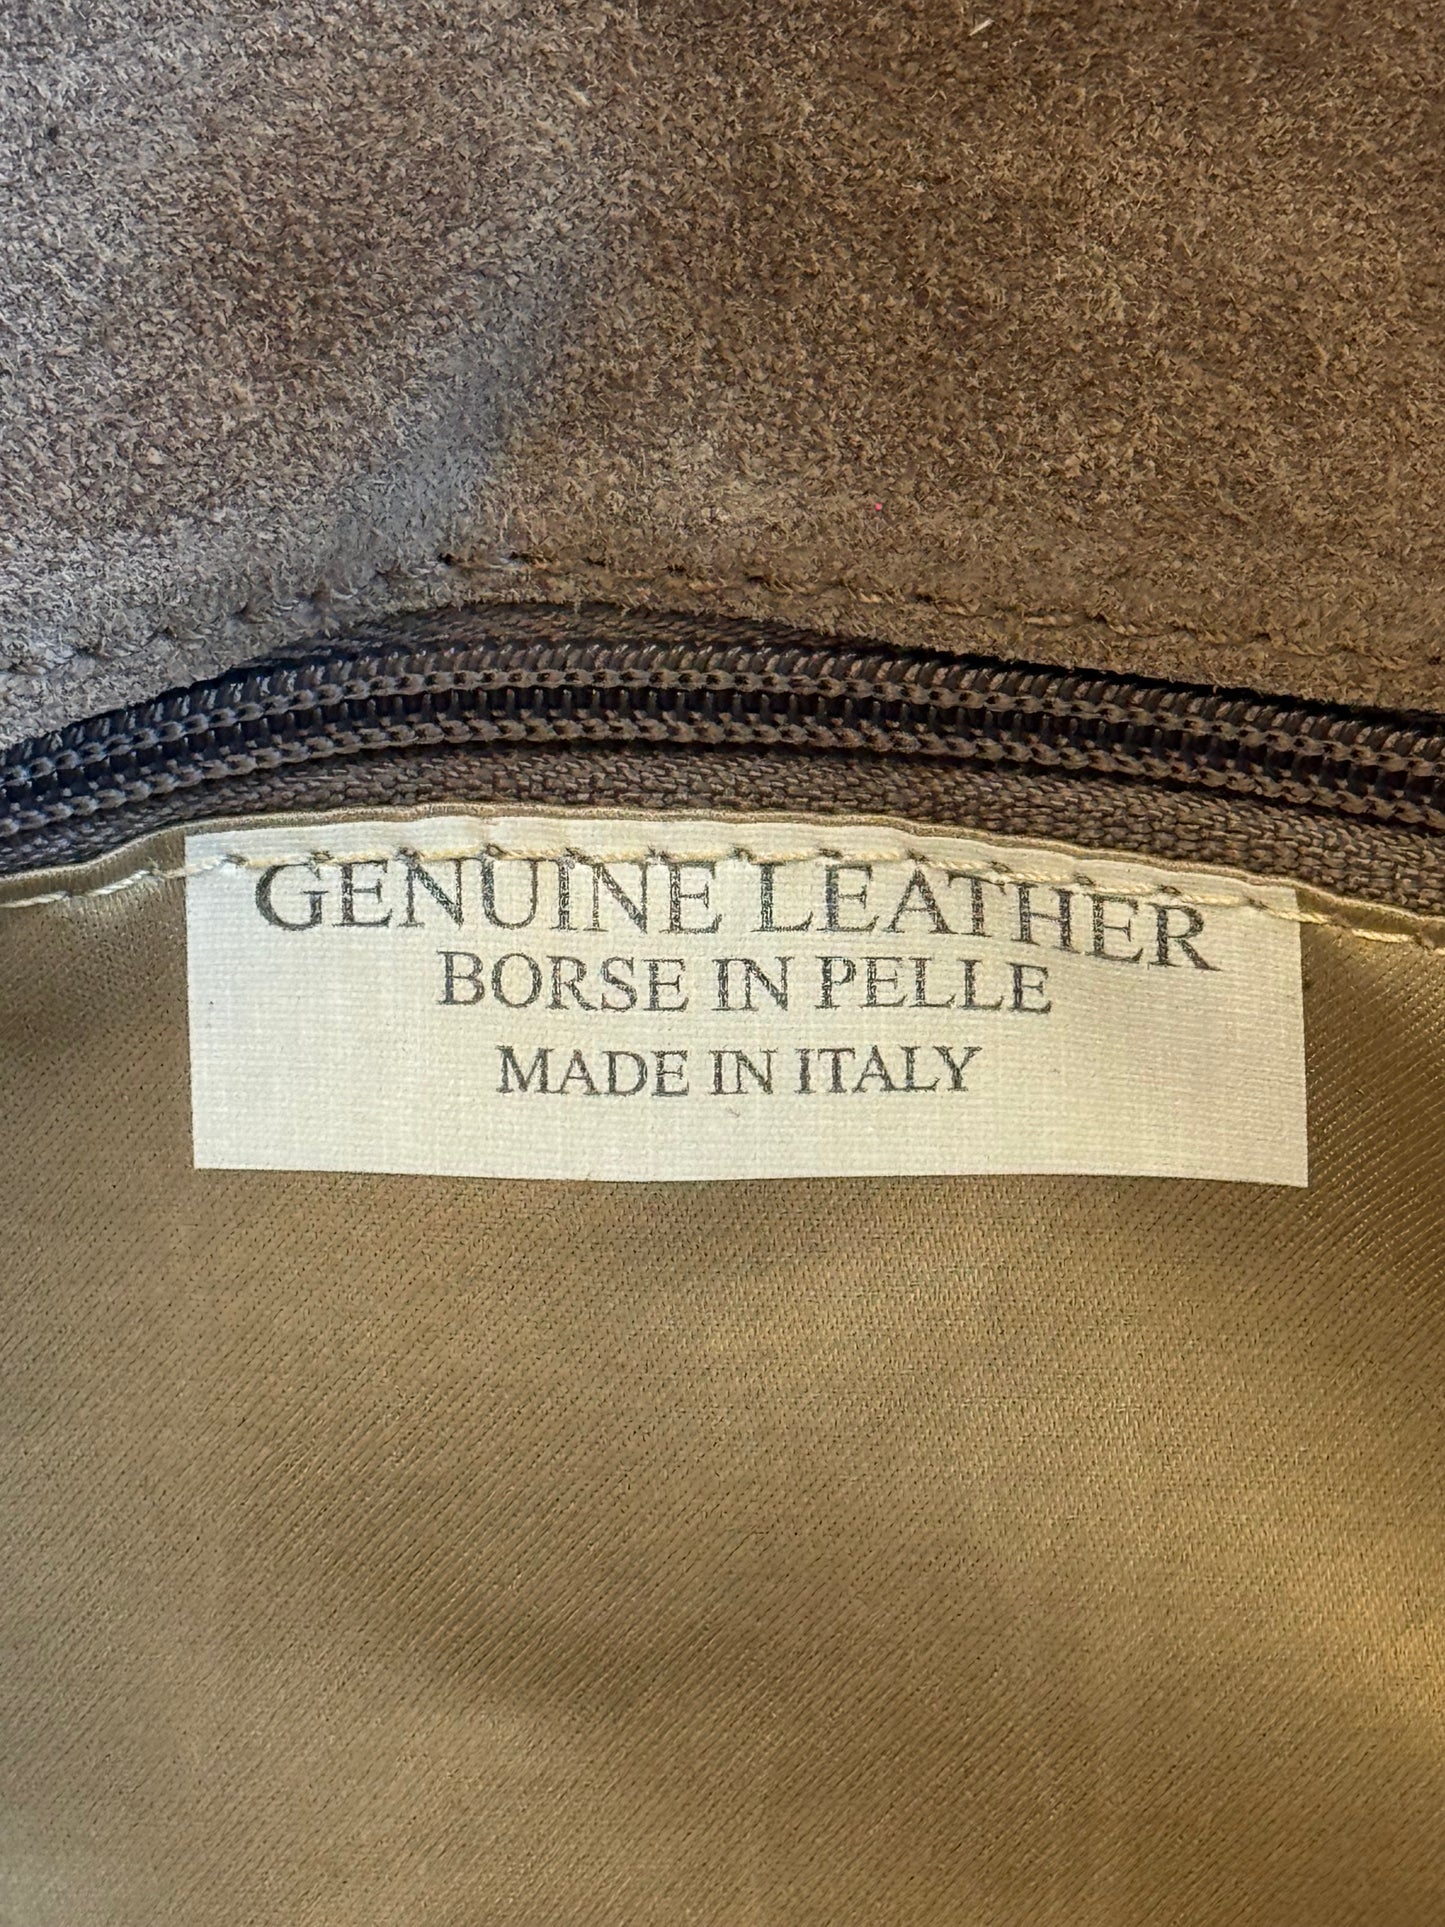 GENUINE LEATHER
BORSE IN PELLE
MADE IN ITALY